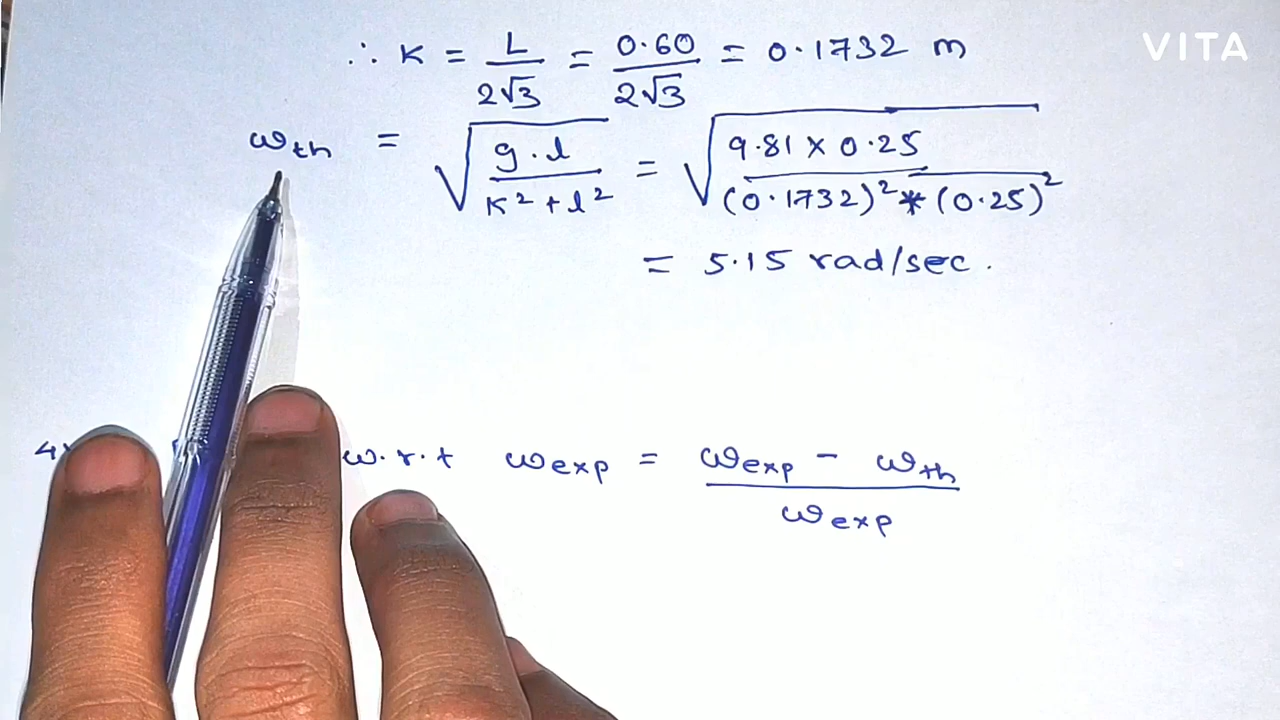 ∴ K = L / 2√3 = 0.60 / 2√3 = 0.1732 m
VITA
ωth = √(g.l / K² + l²) = √(9.81 × 0.25 / (0.1732)² * (0.25)²)
= 5.15 rad/sec.
w.r.t ωexp = ωexp - ωth / ωexp